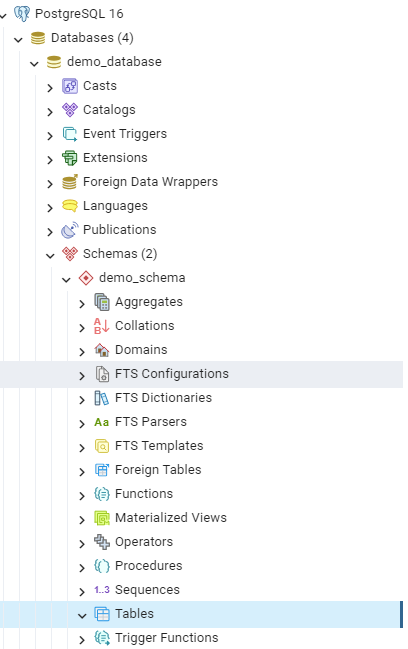 PostgreSQL 16
Databases (4)
demo_database
Casts
Catalogs
Event Triggers
Extensions
Foreign Data Wrappers
Languages
Publications
Schemas (2)
demo_schema
Aggregates
Collations
Domains
FTS Configurations
FTS Dictionaries
Aa FTS Parsers
FTS Templates
Foreign Tables
Functions
Materialized Views
Operators
Procedures
1..3 Sequences
Tables
Trigger Functions